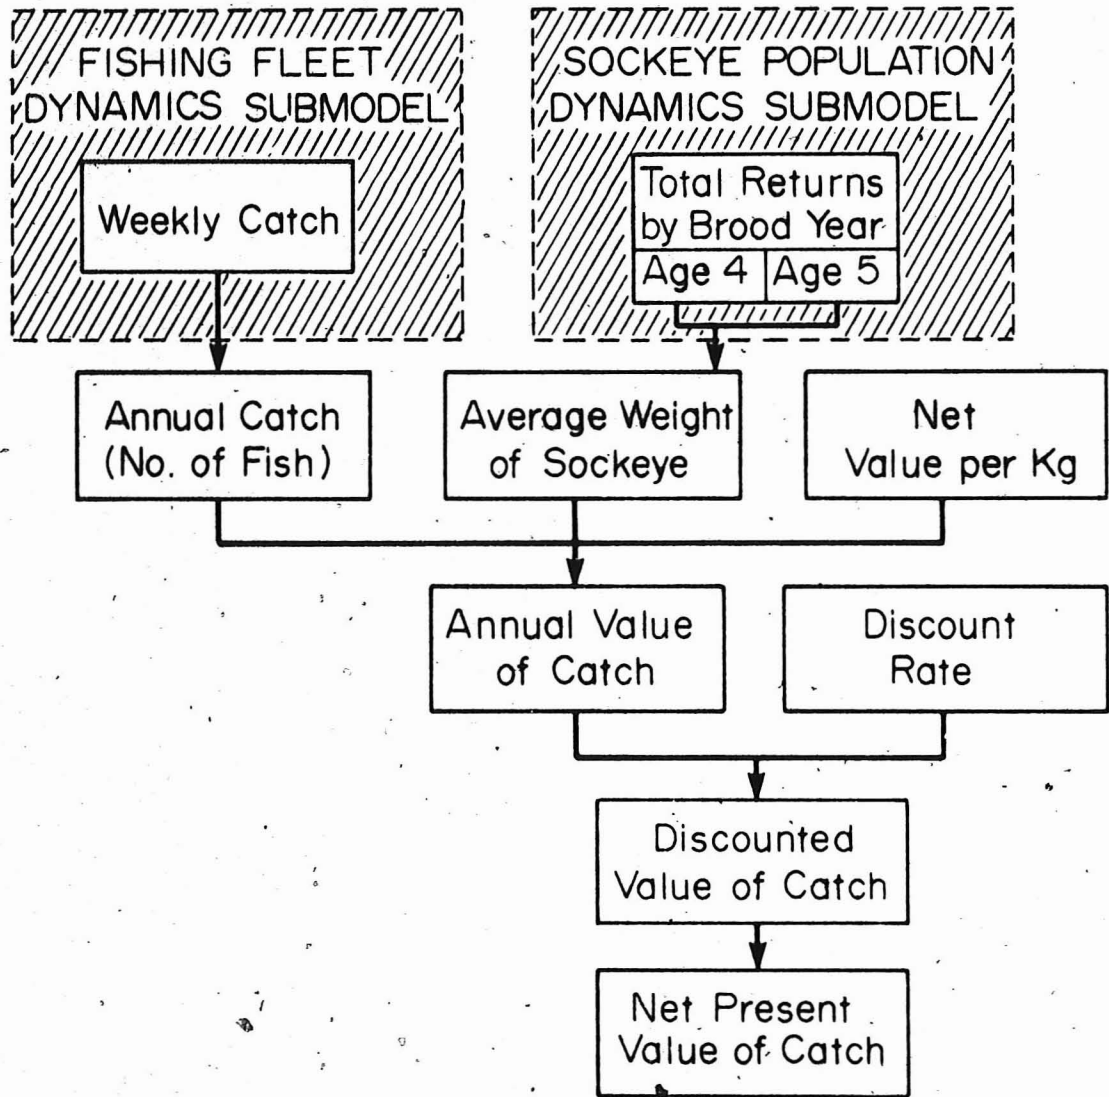 FISHING FLEET
DYNAMICS SUBMODEL
Weekly Catch
SOCKEYE POPULATION
DYNAMICS SUBMODEL
Total Returns
by Brood Year
Age 4
Age 5
Annual Catch
(No. of Fish)
Average Weight
of Sockeye
Net
Value per Kg
Annual Value
of Catch
Discount
Rate
Discounted
Value of Catch
Net Present
Value of Catch